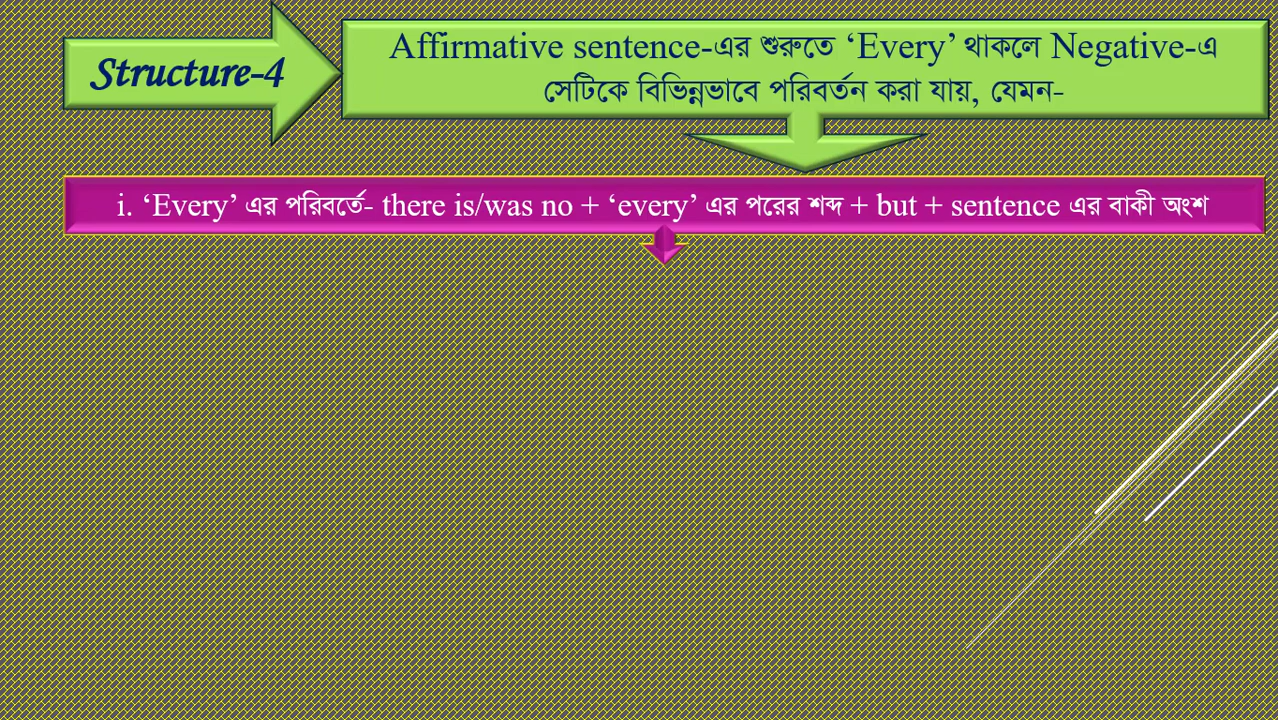 Structure-4
Affirmative sentence-এর শুরুতে ‘Every’ থাকলে Negative-এ
সেটিকে বিভিন্নভাবে পরিবর্তন করা যায়, যেমন-
i. ‘Every’ এর পরিবর্তে- there is/was no + ‘every’ এর পরের শব্দ + but + sentence এর বাকী অংশ